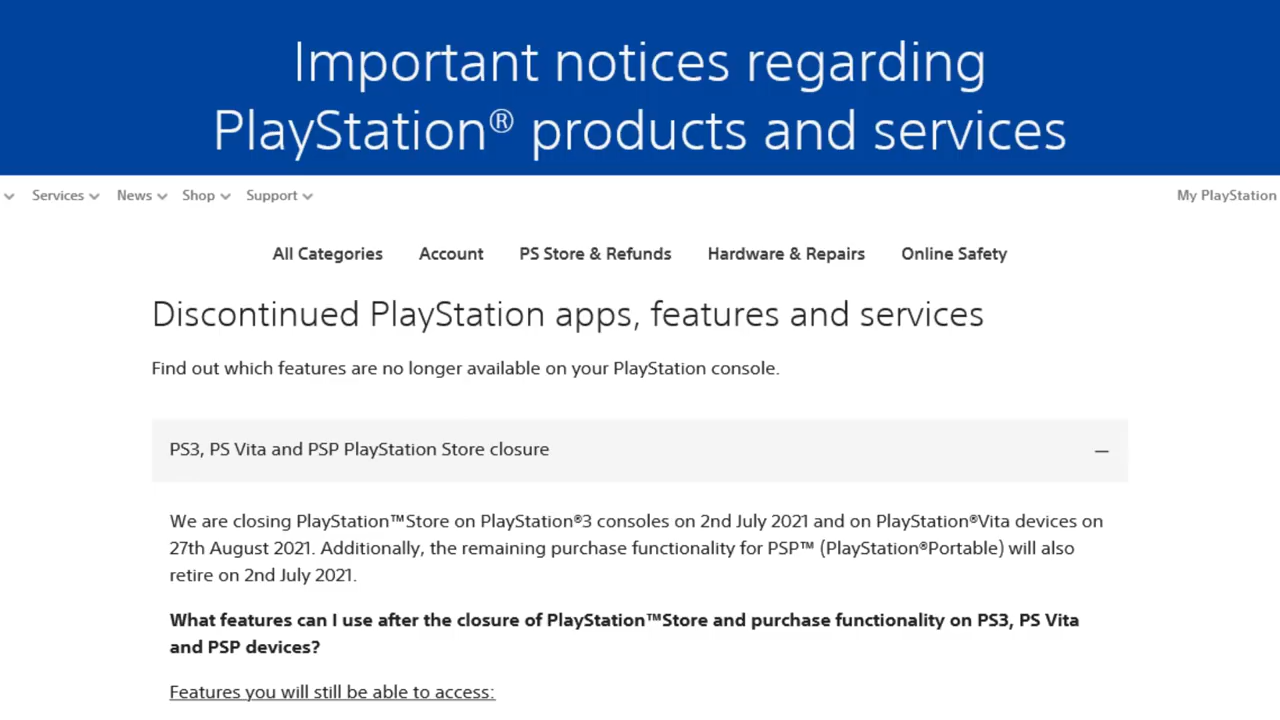 Important notices regarding
PlayStation® products and services
Services
News
Shop
Support
My PlayStation
All Categories
Account
PS Store & Refunds
Hardware & Repairs
Online Safety
Discontinued PlayStation apps, features and services
Find out which features are no longer available on your PlayStation console.
PS3, PS Vita and PSP PlayStation Store closure
We are closing PlayStation™Store on PlayStation®3 consoles on 2nd July 2021 and on PlayStation®Vita devices on
27th August 2021. Additionally, the remaining purchase functionality for PSP™ (PlayStation®Portable) will also
retire on 2nd July 2021.
What features can I use after the closure of PlayStation™Store and purchase functionality on PS3, PS Vita
and PSP devices?
Features you will still be able to access: